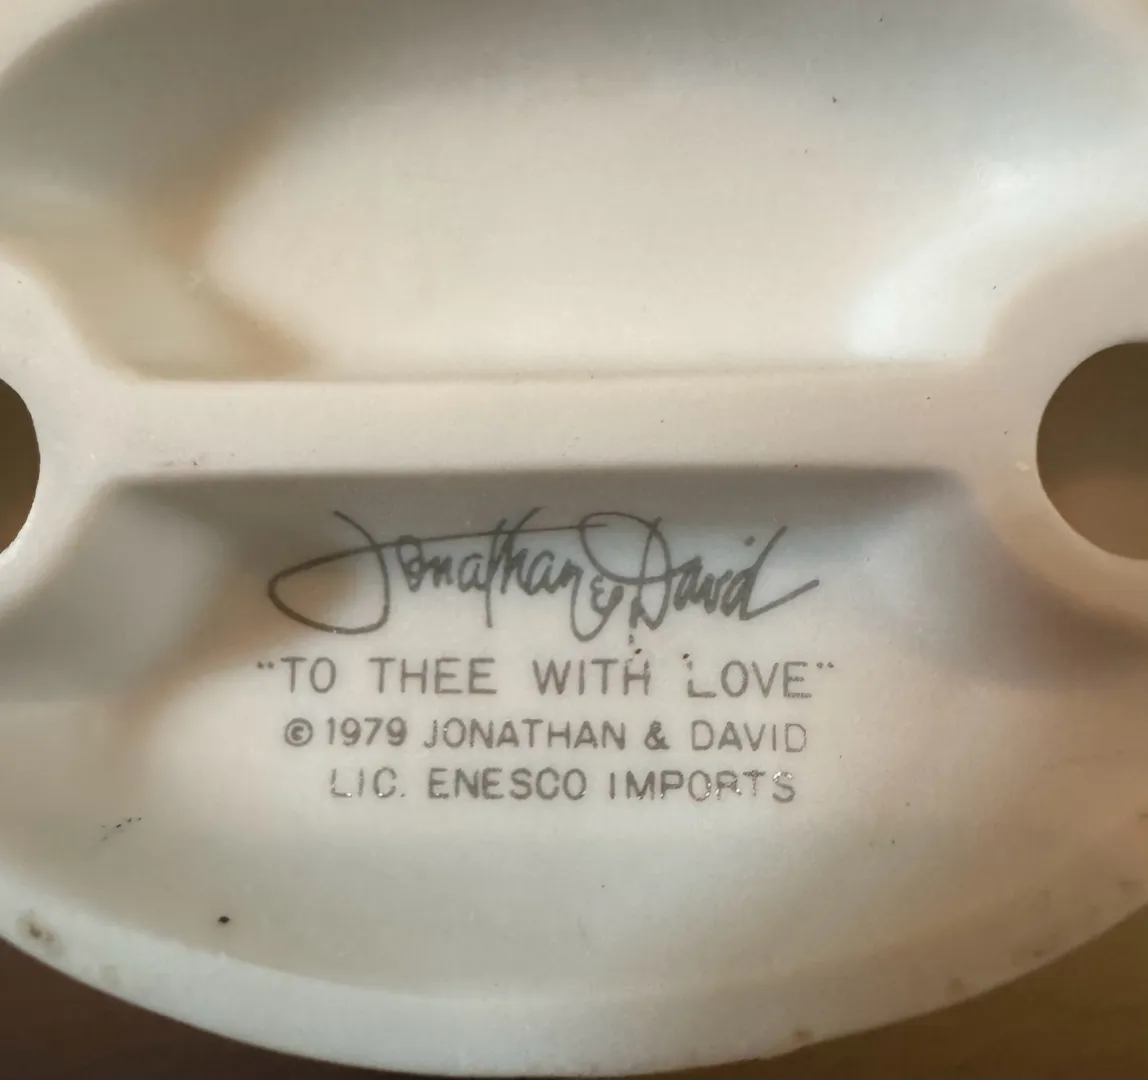 Jonathan & David
"TO THEE WITH LOVE"
© 1979 JONATHAN & DAVID
LIC. ENESCO IMPORTS